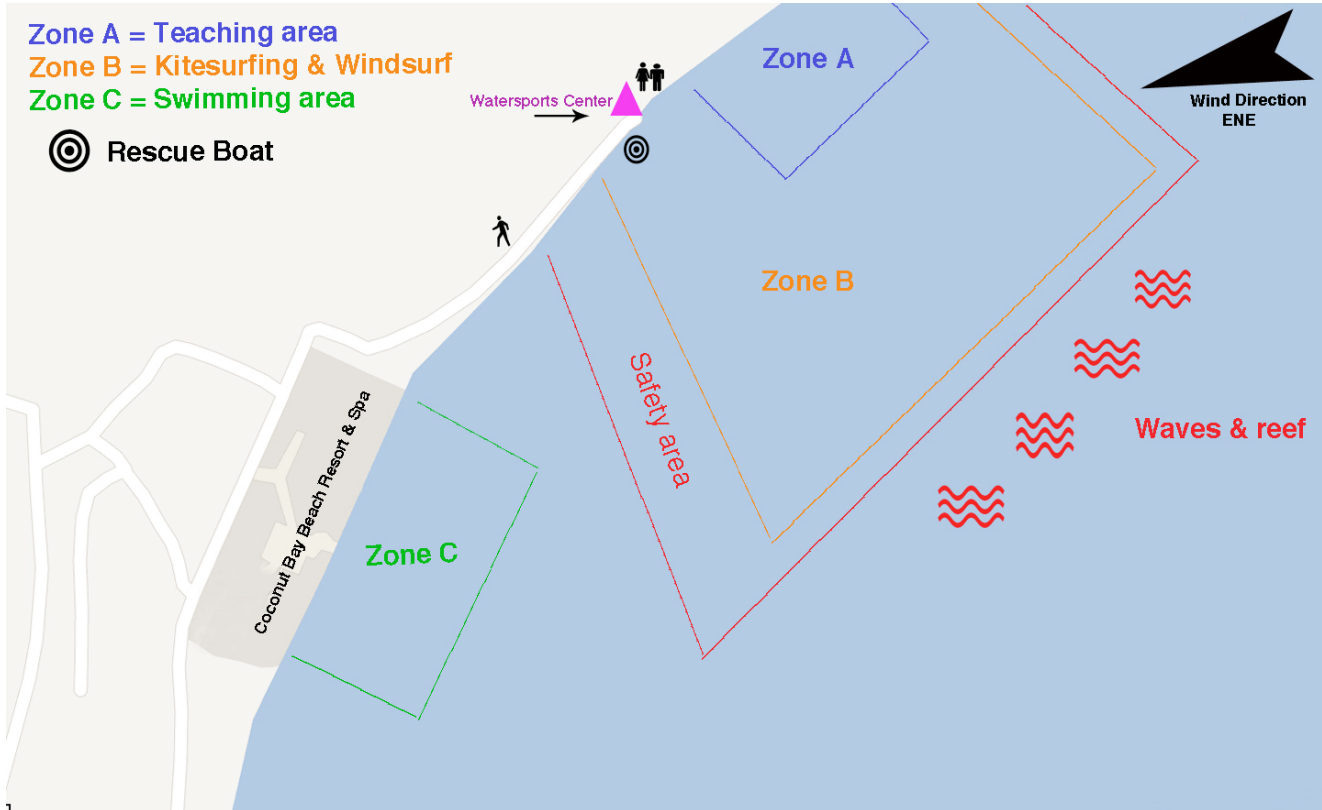 Zone A = Teaching area
Zone B = Kitesurfing & Windsurf
Zone C = Swimming area
Rescue Boat
Watersports Center
Zone A
Wind Direction
ENE
Zone B
Safety area
Waves & reef
Coconut Bay Beach Resort & Spa
Zone C